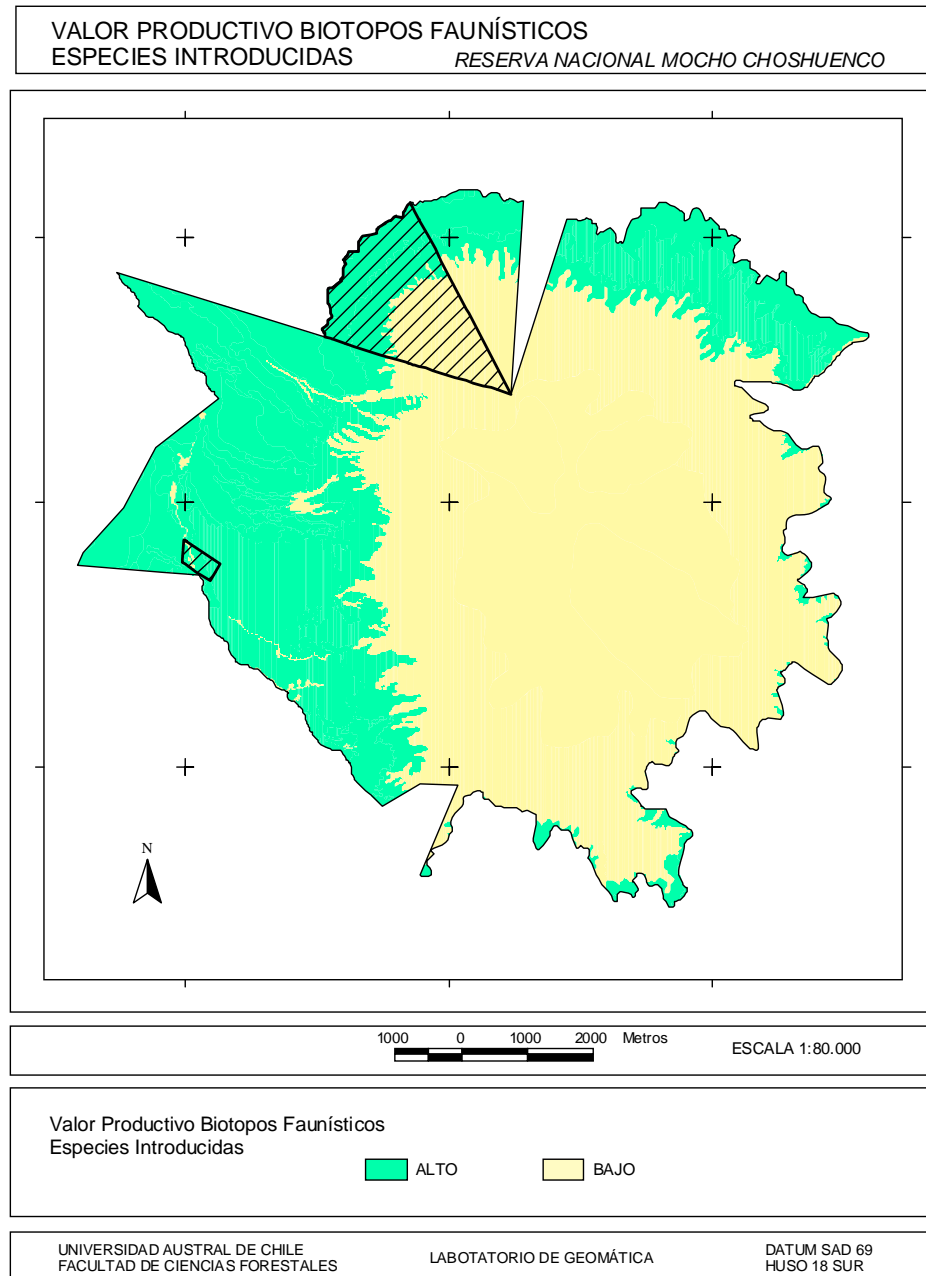 VALOR PRODUCTIVO BIOTOPOS FAUNÍSTICOS
ESPECIES INTRODUCIDAS RESERVA NACIONAL MOCHO CHOSHUENCO
N
1000 0 1000 2000 Metros
ESCALA 1:80.000
Valor Productivo Biotopos Faunísticos
Especies Introducidas
ALTO BAJO
UNIVERSIDAD AUSTRAL DE CHILE
FACULTAD DE CIENCIAS FORESTALES
LABOTATORIO DE GEOMÁTICA
DATUM SAD 69
HUSO 18 SUR